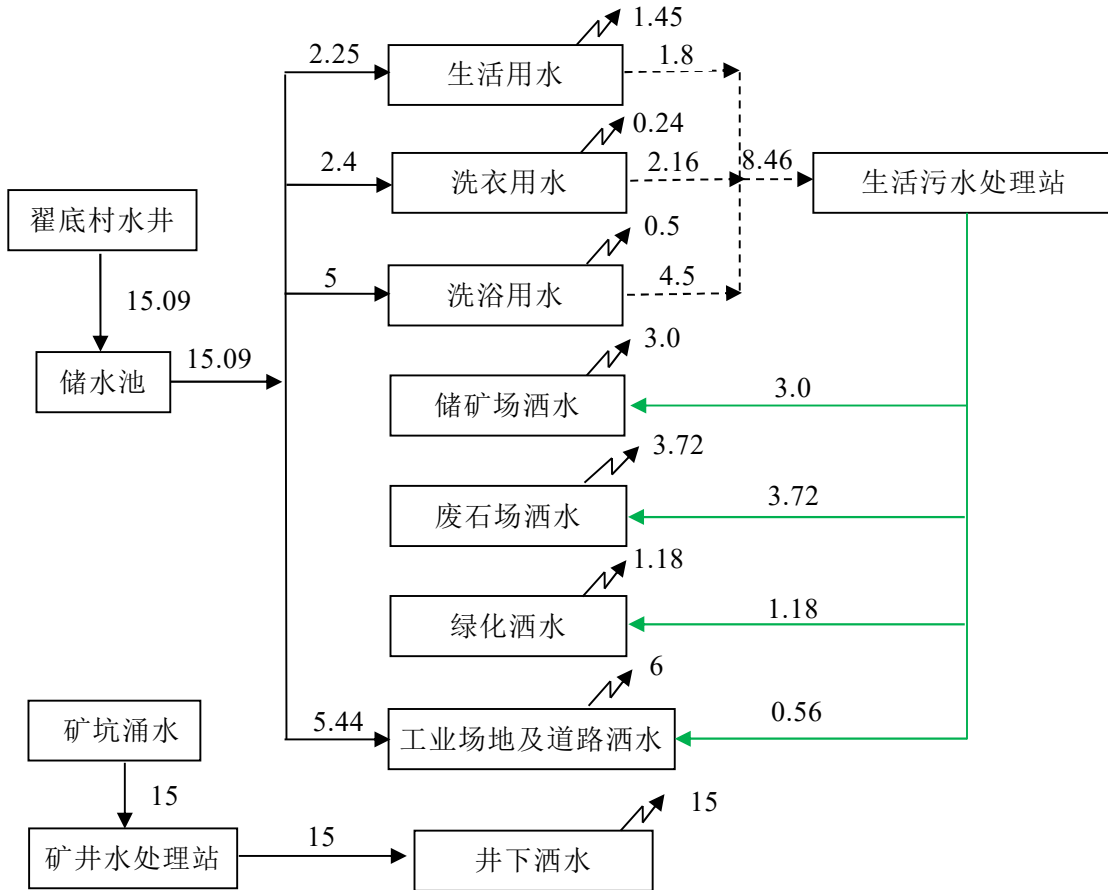 1.45
2.25
生活用水
1.8
0.24
2.4
洗衣用水
2.16
8.46
生活污水处理站
翟底村水井
0.5
5
洗浴用水
4.5
15.09
储水池
15.09
3.0
储矿场洒水
3.0
3.72
废石场洒水
3.72
1.18
绿化洒水
1.18
6
5.44
工业场地及道路洒水
0.56
矿坑涌水
15
矿井水处理站
15
井下洒水
15